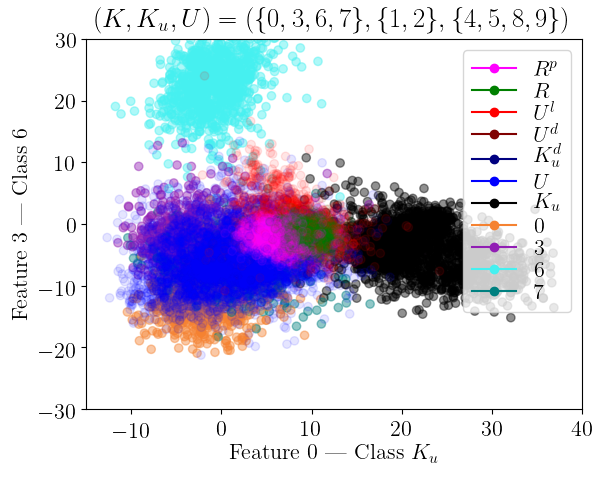 (K, K_u, U) = ({0, 3, 6, 7}, {1, 2}, {4, 5, 8, 9})
30
20
10
0
−10
−20
−30
Feature 3 — Class 6
R^p
R
U^l
U^d
K_u^d
U
K_u
0
3
6
7
−10 0 10 20 30 40
Feature 0 — Class K_u